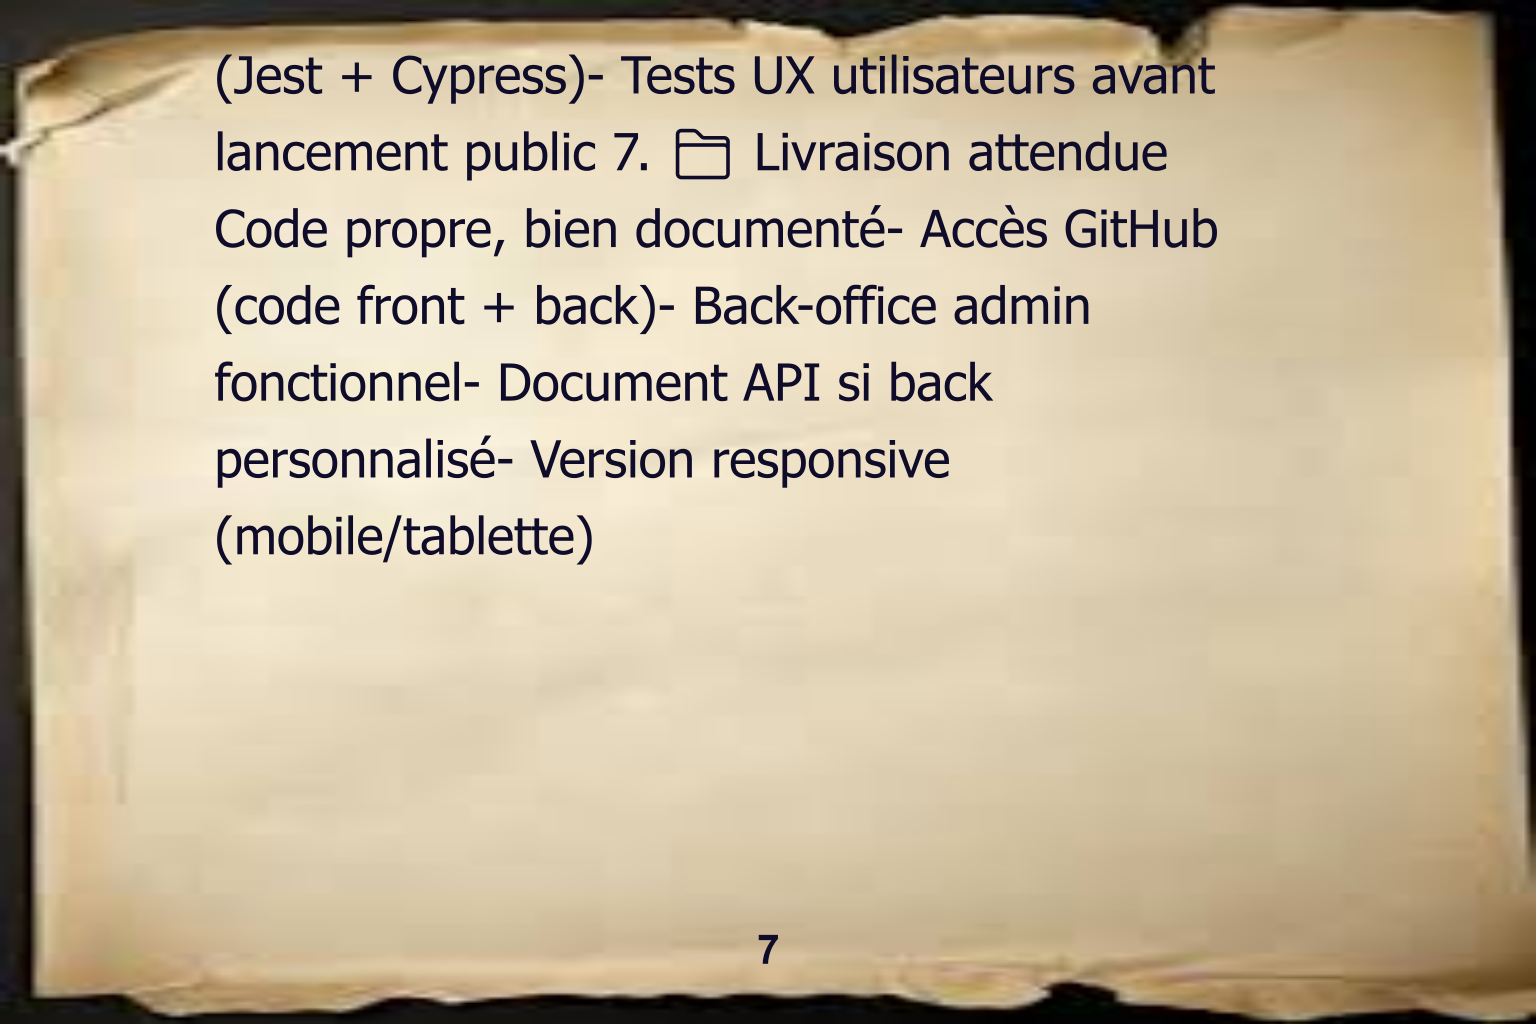 (Jest + Cypress)- Tests UX utilisateurs avant
lancement public 7. 🗀 Livraison attendue
Code propre, bien documenté- Accès GitHub
(code front + back)- Back-office admin
fonctionnel- Document API si back
personnalisé- Version responsive
(mobile/tablette)
7